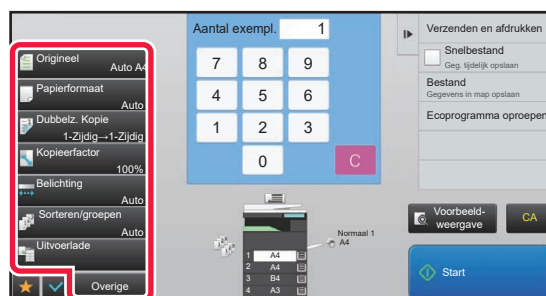 Origineel
Auto A4
Papierformaat
Auto
Dubbelz. Kopie
1-Zijdig→1-Zijdig
Kopieerfactor
100%
Belichting
Auto
Sorteren/groepen
Auto
Uitvoerlade
Overige
Aantal exempl. 1
7 8 9
4 5 6
1 2 3
0 C
Normaal 1
A4
1 A4
2 A4
3 B4
4 A3
Verzenden en afdrukken
Snelbestand
Geg. tijdelijk opslaan
Bestand
Gegevens in map opslaan
Ecoprogramma oproepen
Voorbeeld-
weergave
CA
Start